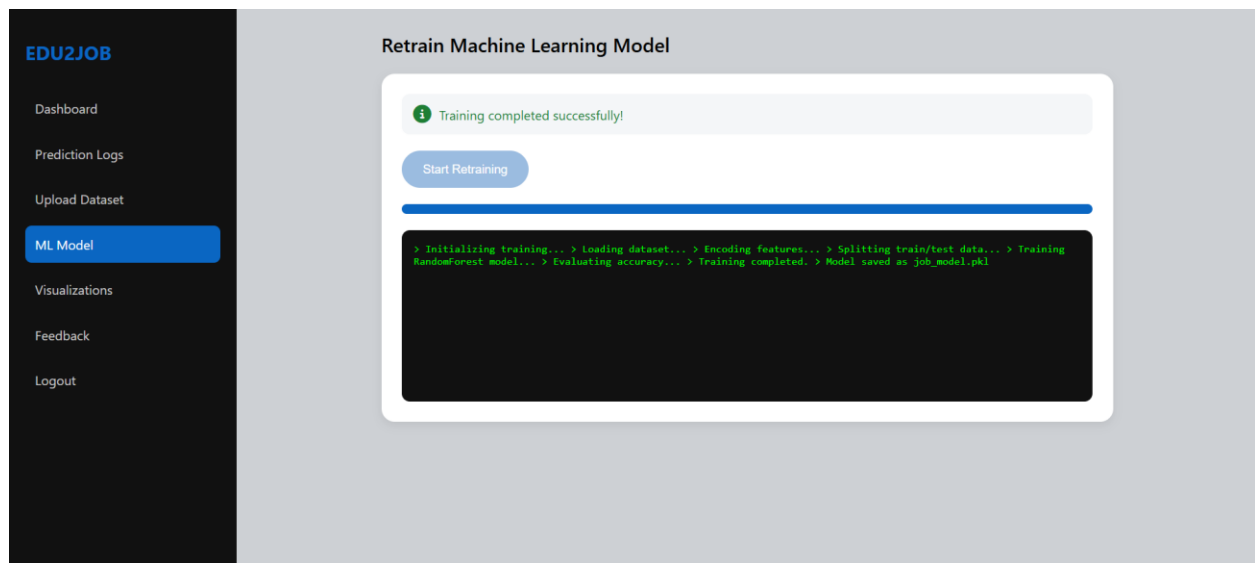 EDU2JOB
Dashboard
Prediction Logs
Upload Dataset
ML Model
Visualizations
Feedback
Logout
Retrain Machine Learning Model
Training completed successfully!
Start Retraining
> Initializing training... > Loading dataset... > Encoding features... > Splitting train/test data... > Training
RandomForest model... > Evaluating accuracy... > Training completed. > Model saved as job_model.pkl